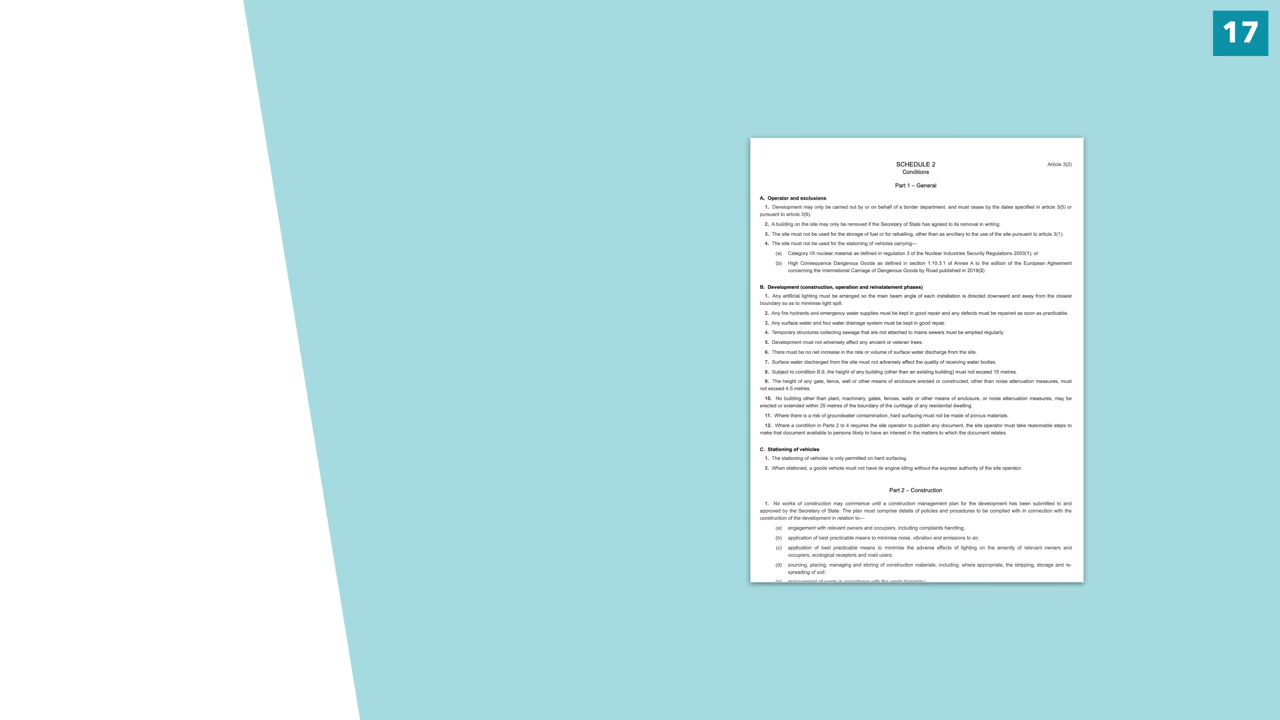 17
SCHEDULE 2
Article 3(2)
Conditions
Part 1 – General
A. Operator and exclusions
1. Development may only be carried out by or on behalf of a border department, and must cease by the dates specified in article 3(5) or
pursuant to article 3(6).
2. A building on the site may only be removed if the Secretary of State has agreed to its removal in writing.
3. The site must not be used for the storage of fuel or for refuelling, other than as ancillary to the use of the site pursuant to article 3(1).
4. The site must not be used for the stationing of vehicles carrying—
(a) Category I/II nuclear material as defined in regulation 3 of the Nuclear Industries Security Regulations 2003(1); or
(b) High Consequence Dangerous Goods as defined in section 1.10.3.1 of Annex A to the edition of the European Agreement
concerning the International Carriage of Dangerous Goods by Road published in 2019(2).
B. Development (construction, operation and reinstatement phases)
1. Any artificial lighting must be arranged so the main beam angle of each installation is directed downward and away from the closest
boundary so as to minimise light spill.
2. Any fire hydrants and emergency water supplies must be kept in good repair and any defects must be repaired as soon as practicable.
3. Any surface water and foul water drainage system must be kept in good repair.
4. Temporary structures collecting sewage that are not attached to mains sewers must be emptied regularly.
5. Development must not adversely affect any ancient or veteran trees.
6. There must be no net increase in the rate or volume of surface water discharge from the site.
7. Surface water discharged from the site must not adversely affect the quality of receiving water bodies.
8. Subject to condition B.9, the height of any building (other than an existing building) must not exceed 15 metres.
9. The height of any gate, fence, wall or other means of enclosure erected or constructed, other than noise attenuation measures, must
not exceed 4.5 metres.
10. No building other than plant, machinery, gates, fences, walls or other means of enclosure, or noise attenuation measures, may be
erected or extended within 25 metres of the boundary of the curtilage of any residential dwelling.
11. Where there is a risk of groundwater contamination, hard surfacing must not be made of porous materials.
12. Where a condition in Parts 2 to 4 requires the site operator to publish any document, the site operator must take reasonable steps to
make that document available to persons likely to have an interest in the matters to which the document relates.
C. Stationing of vehicles
1. The stationing of vehicles is only permitted on hard surfacing.
2. When stationed, a goods vehicle must not have its engine idling without the express authority of the site operator.
Part 2 – Construction
1. No works of construction may commence until a construction management plan for the development has been submitted to and
approved by the Secretary of State. The plan must comprise details of policies and procedures to be complied with in connection with the
construction of the development in relation to—
(a) engagement with relevant owners and occupiers, including complaints handling;
(b) application of best practicable means to minimise noise, vibration and emissions to air;
(c) application of best practicable means to minimise the adverse effects of lighting on the amenity of relevant owners and
occupiers, ecological receptors and road users;
(d) sourcing, placing, managing and storing of construction materials, including, where appropriate, the stripping, storage and re-
spreading of soil;